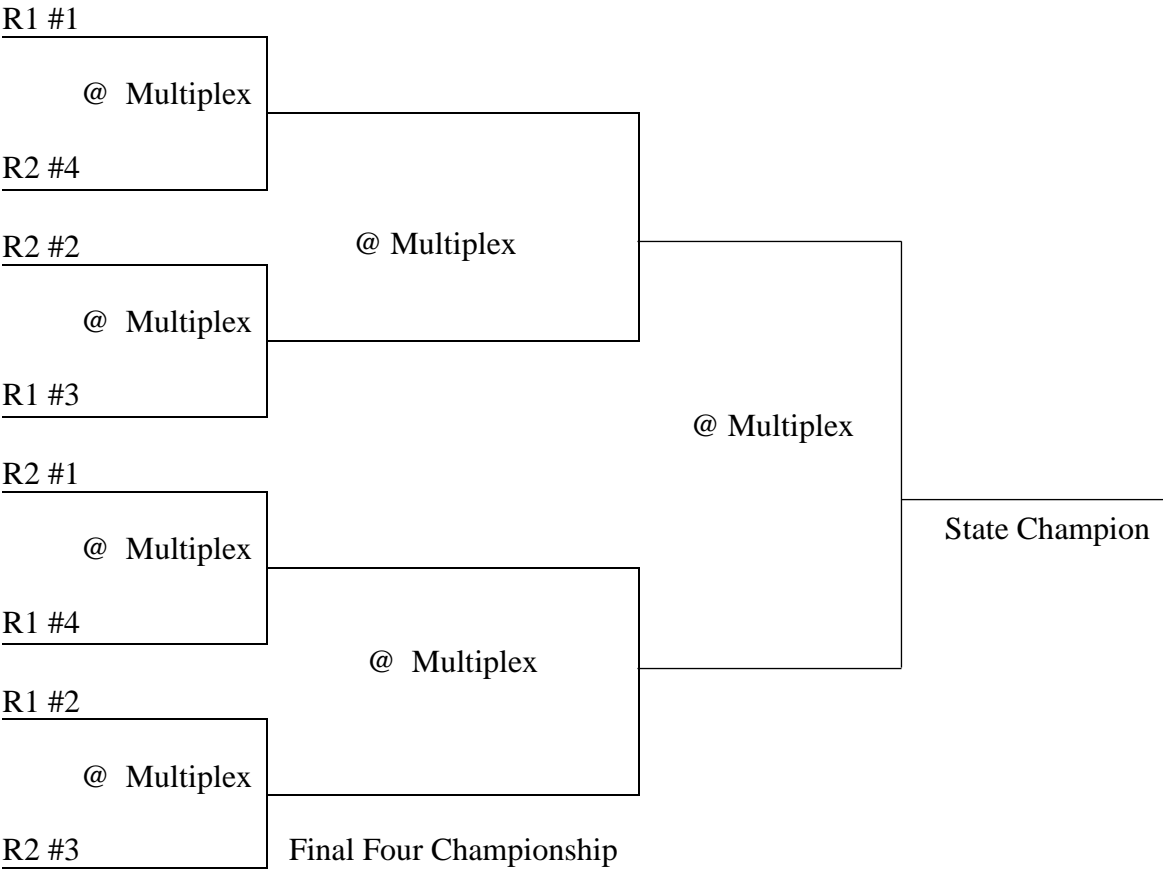 R1 #1
@ Multiplex
R2 #4
R2 #2
@ Multiplex
@ Multiplex
R1 #3
@ Multiplex
R2 #1
State Champion
@ Multiplex
R1 #4
@ Multiplex
R1 #2
@ Multiplex
R2 #3
Final Four Championship